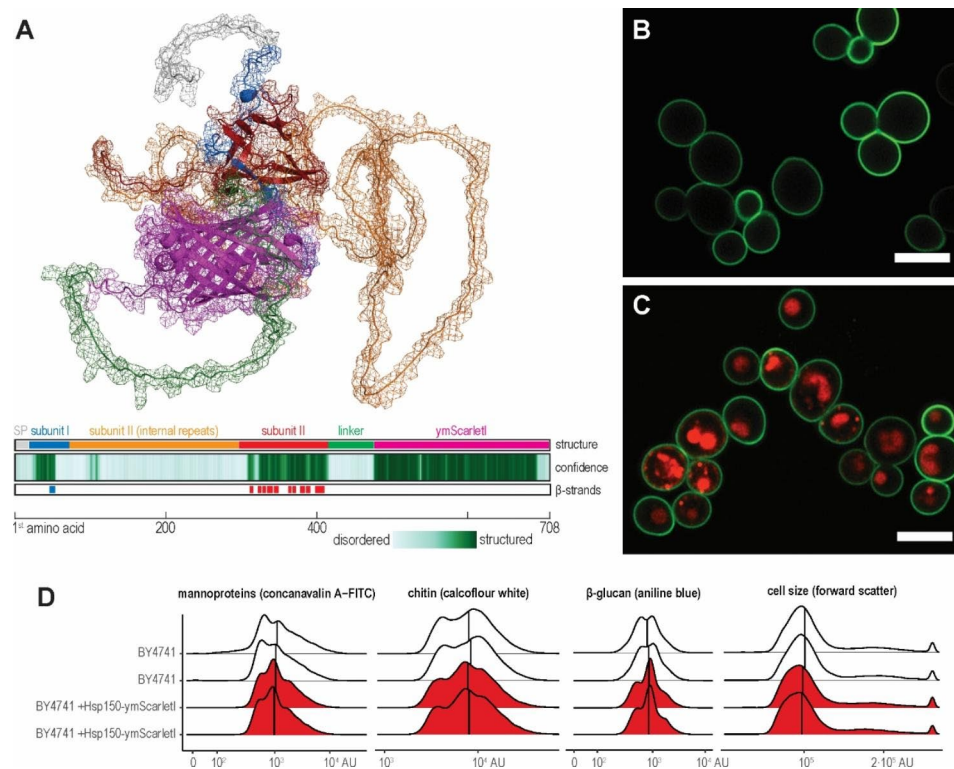 A
B
C
SP subunit I subunit II (internal repeats) subunit II linker ymScarletI
structure
confidence
β-strands
1st amino acid 200 400 708
disordered structured
D
mannoproteins (concanavalin A–FITC) chitin (calcoflour white) β-glucan (aniline blue) cell size (forward scatter)
BY4741
BY4741
BY4741 +Hsp150-ymScarletI
BY4741 +Hsp150-ymScarletI
0 10² 10³ 10⁴ AU 10³ 10⁴ AU 0 10² 10³ 10⁴ AU 0 10⁵ 2·10⁵ AU